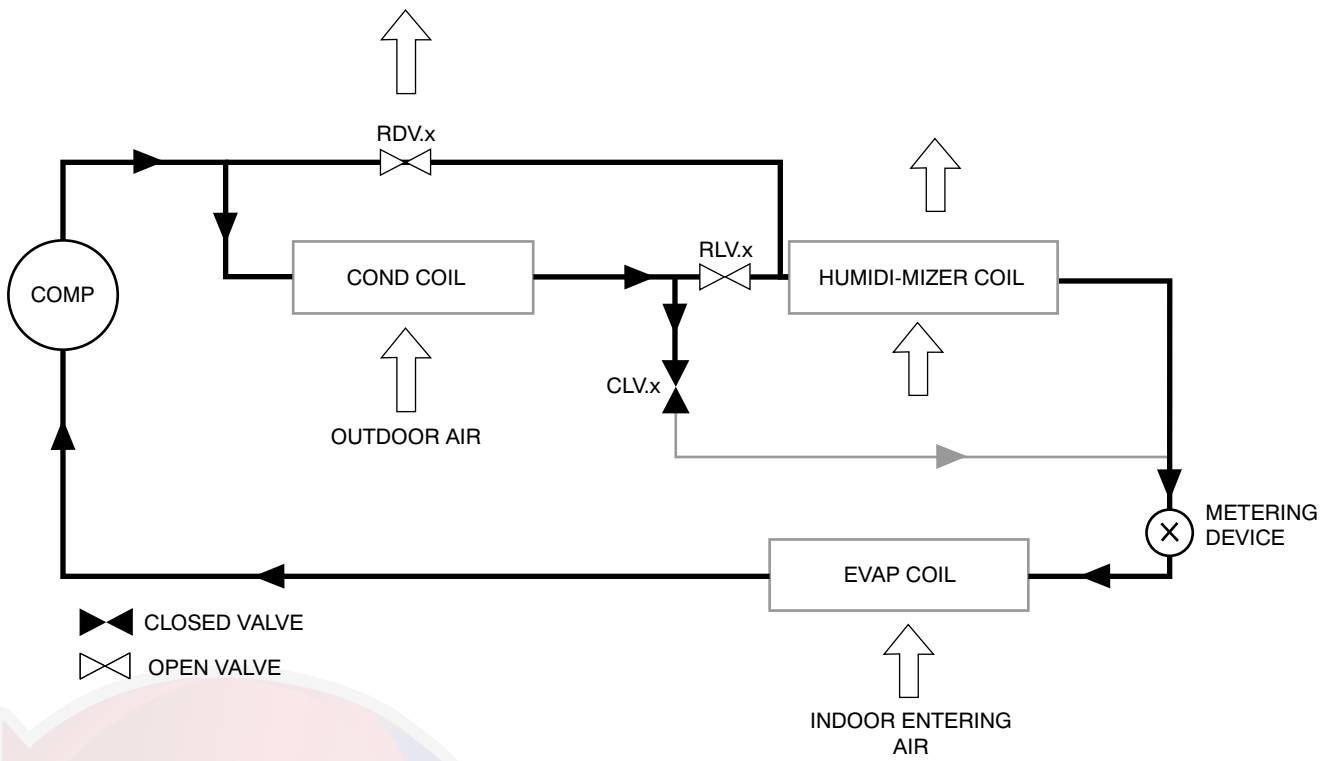 RDV.x
RLV.x
COMP
COND COIL
HUMIDI-MIZER COIL
CLV.x
OUTDOOR AIR
METERING
DEVICE
EVAP COIL
CLOSED VALVE
OPEN VALVE
INDOOR ENTERING
AIR